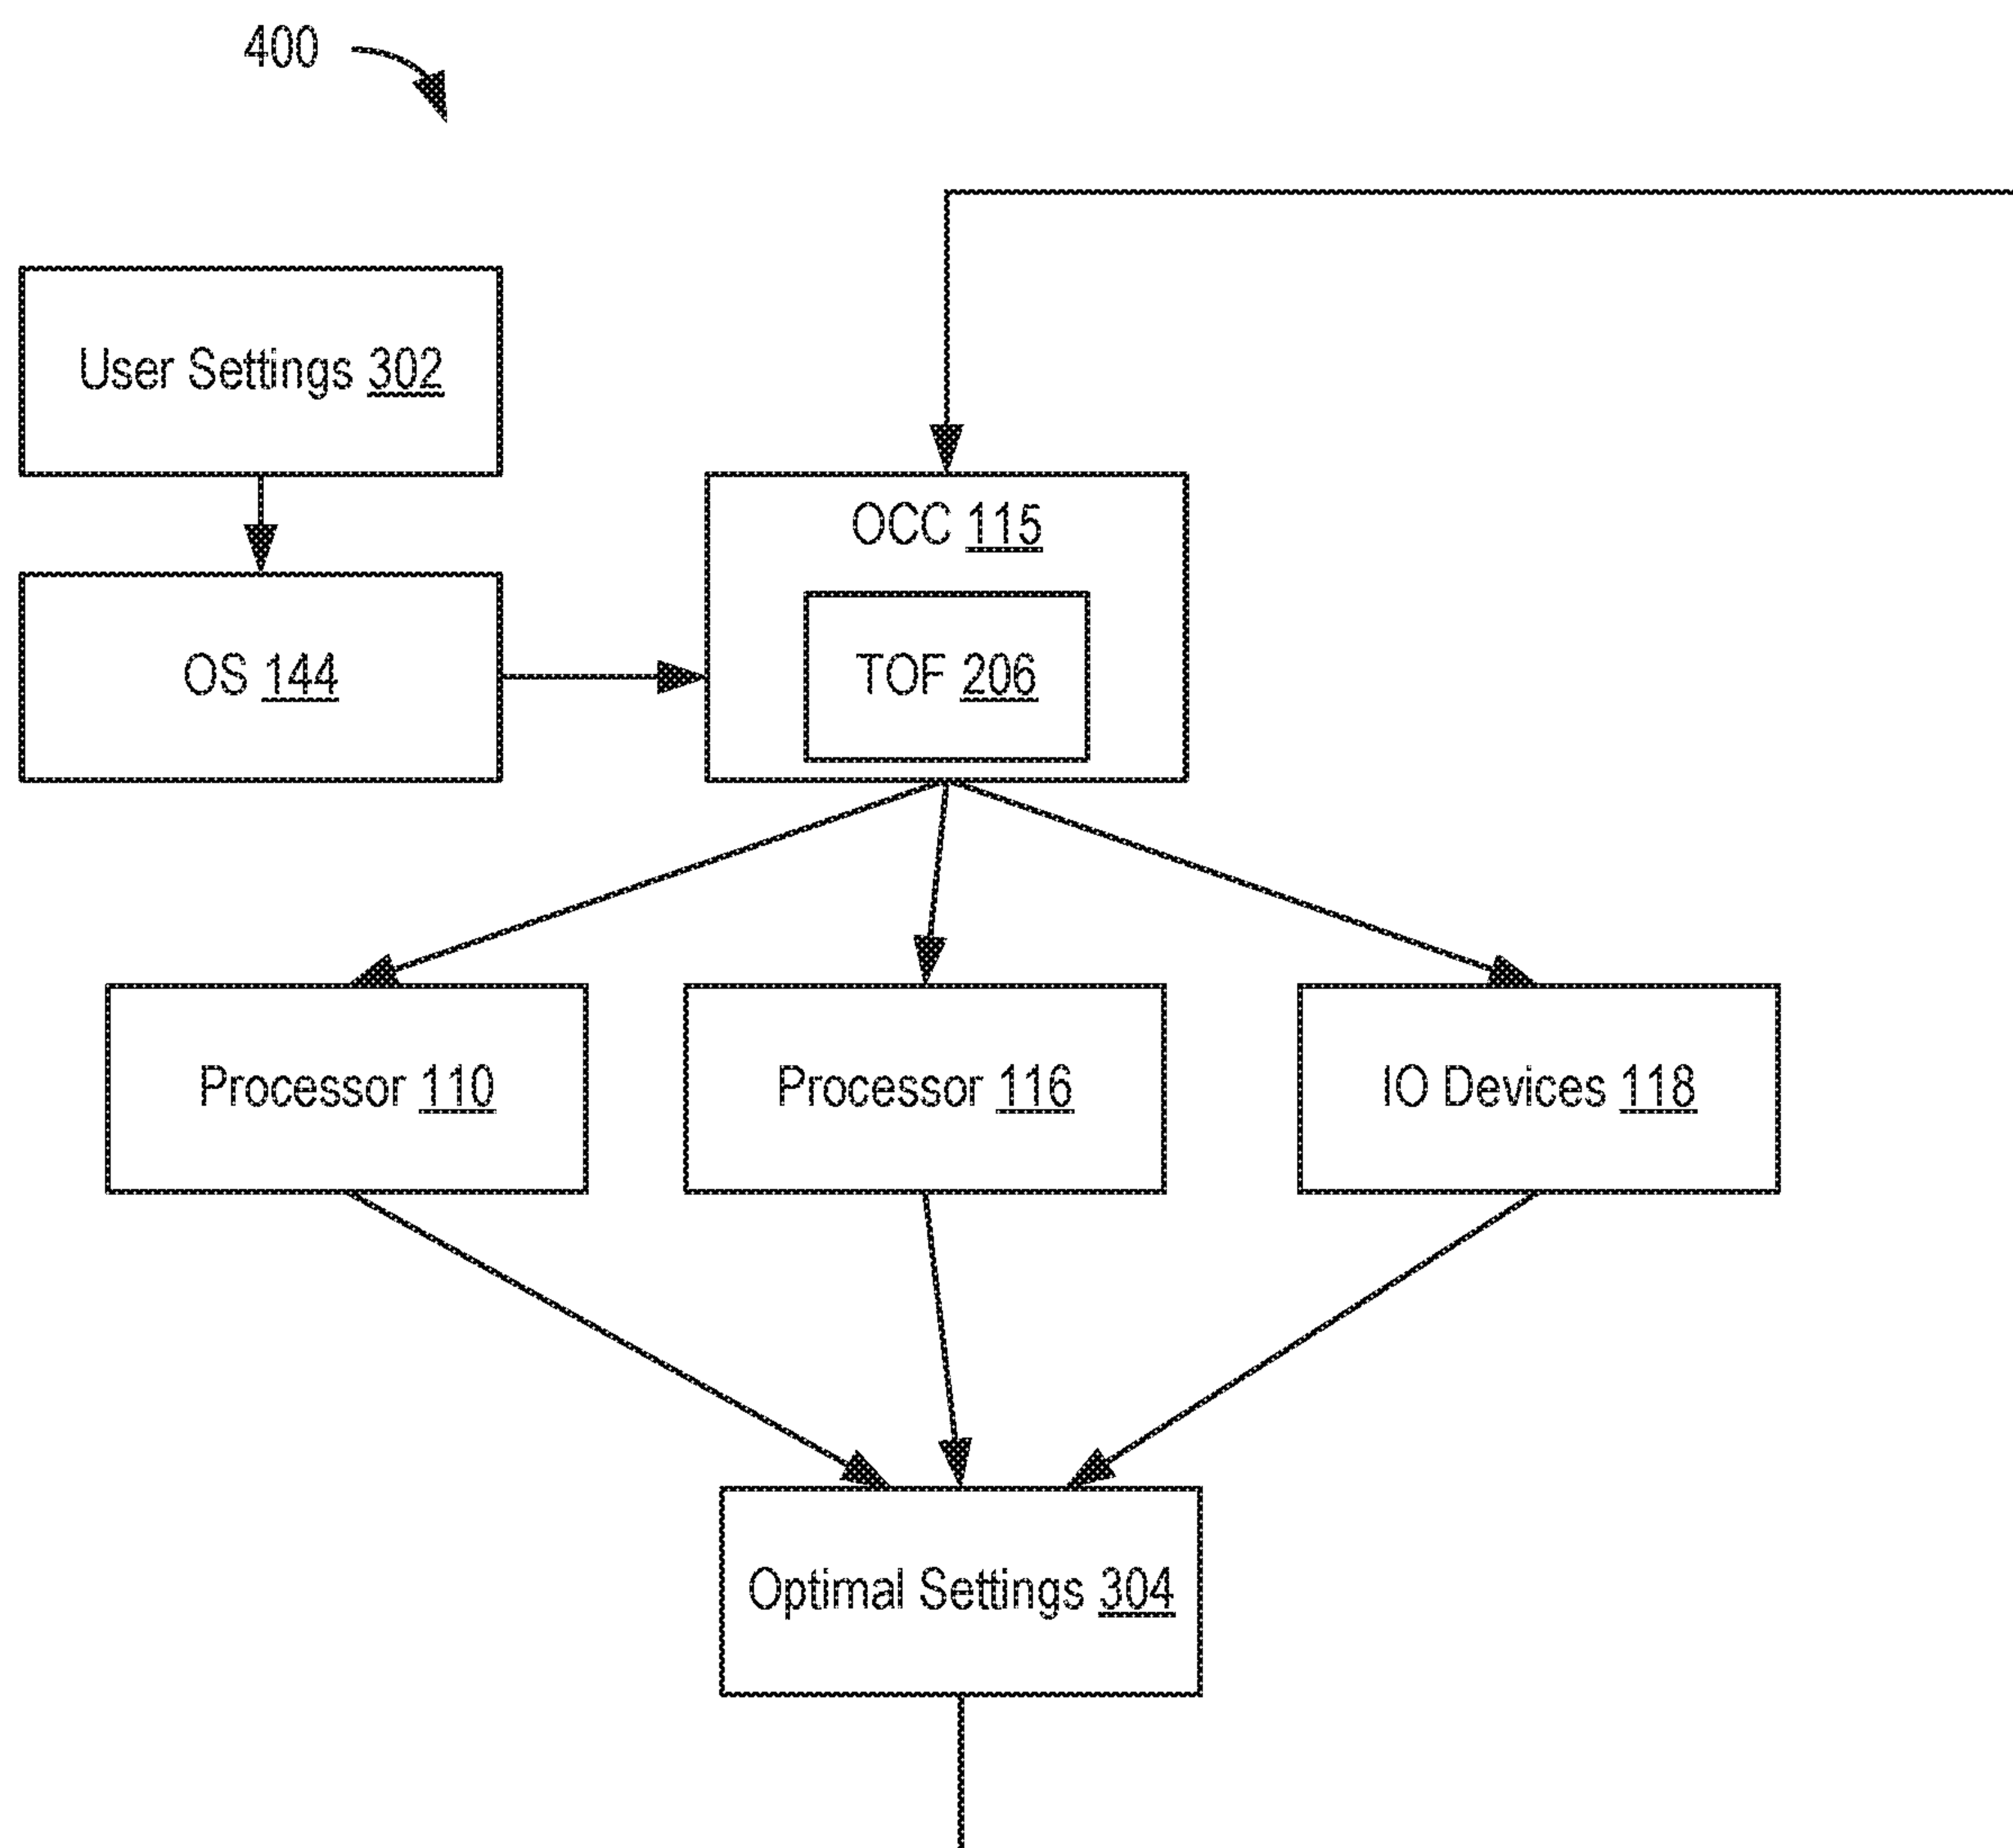 400
User Settings 302
OCC 115
OS 144
TOF 206
Processor 110
Processor 116
IO Devices 118
Optimal Settings 304